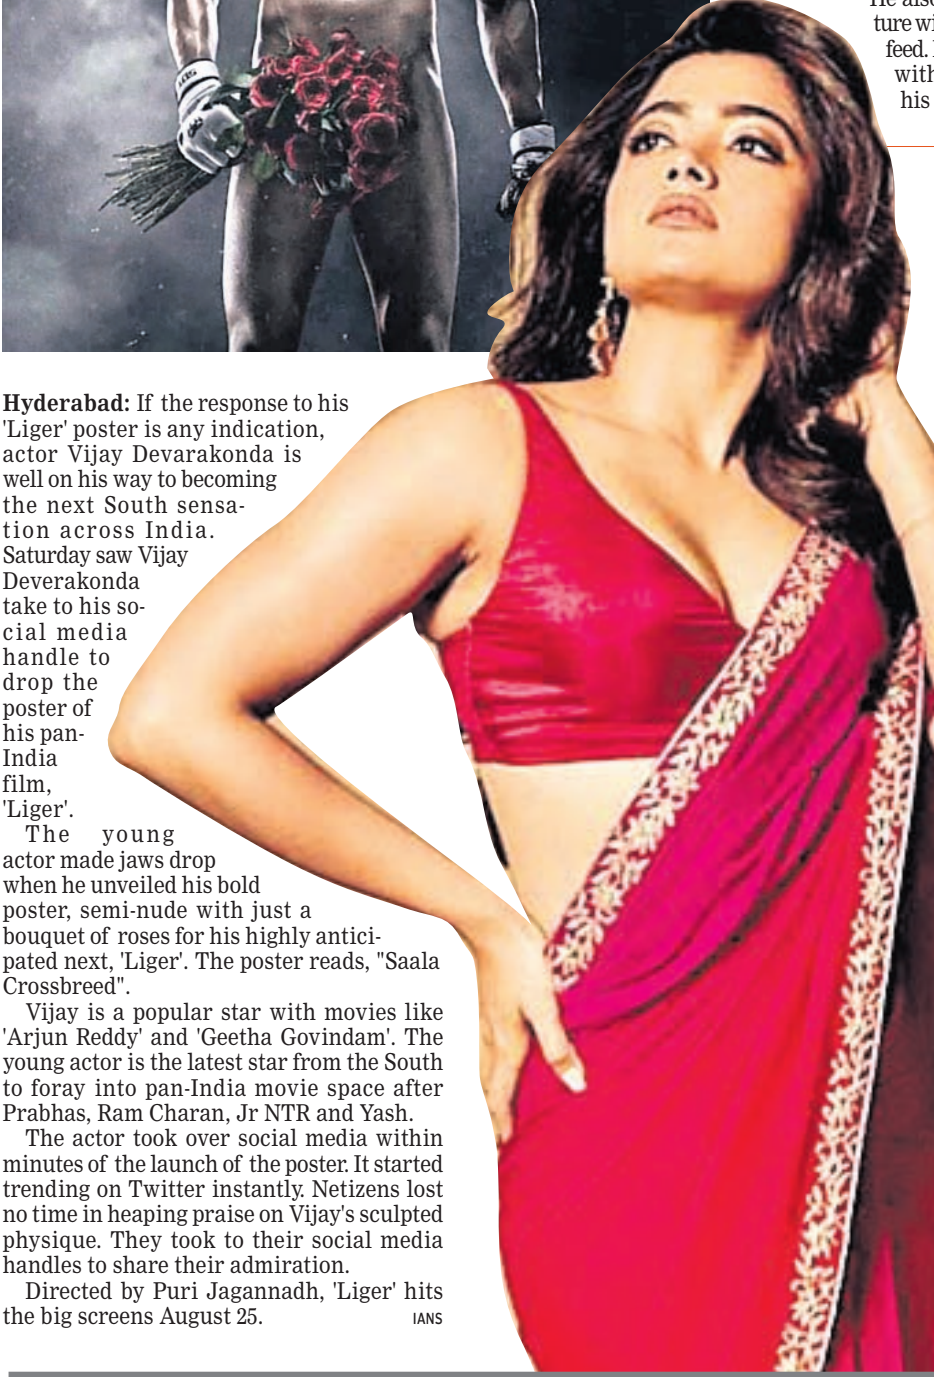 He also
ture wi
feed.
with
his
Hyderabad: If the response to his
'Liger' poster is any indication,
actor Vijay Devarakonda is
well on his way to becoming
the next South sensa-
tion across India.
Saturday saw Vijay
Deverakonda
take to his so-
cial media
handle to
drop the
poster of
his pan-
India
film,
'Liger'.
The young
actor made jaws drop
when he unveiled his bold
poster, semi-nude with just a
bouquet of roses for his highly antici-
pated next, 'Liger'. The poster reads, "Saala
Crossbreed".
Vijay is a popular star with movies like
'Arjun Reddy' and 'Geetha Govindam'. The
young actor is the latest star from the South
to foray into pan-India movie space after
Prabhas, Ram Charan, Jr NTR and Yash.
The actor took over social media within
minutes of the launch of the poster. It started
trending on Twitter instantly. Netizens lost
no time in heaping praise on Vijay's sculpted
physique. They took to their social media
handles to share their admiration.
Directed by Puri Jagannadh, 'Liger' hits
the big screens August 25.
IANS